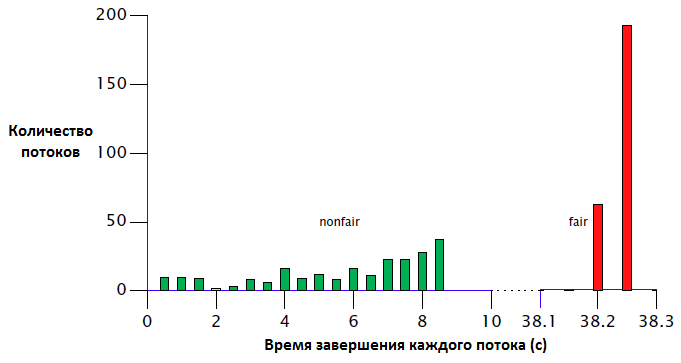 200
150
Количество
потоков
100
50
nonfair
fair
0
0 2 4 6 8 10 38.1 38.2 38.3
Время завершения каждого потока (с)